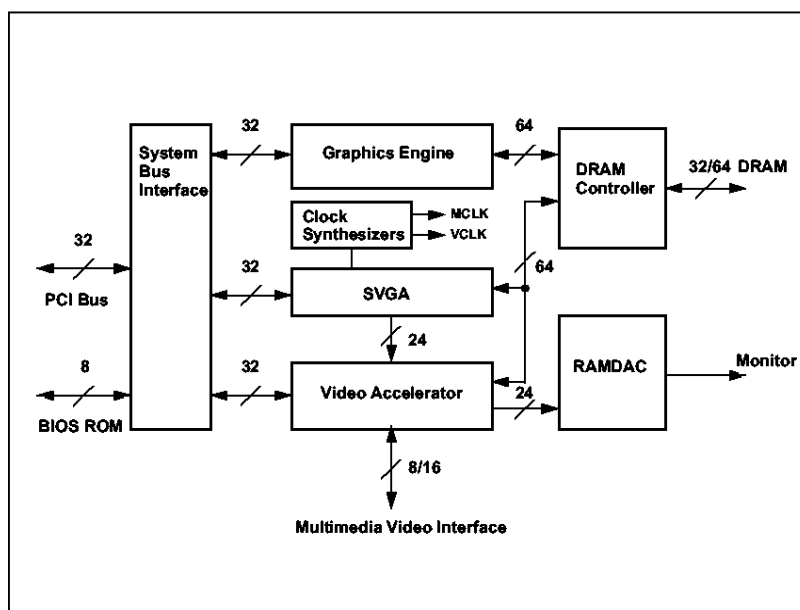 System
Bus
Interface
32
Graphics Engine
64
DRAM
Controller
32/64 DRAM
Clock
Synthesizers
MCLK
VCLK
32
PCI Bus
32
SVGA
64
24
8
BIOS ROM
32
Video Accelerator
24
RAMDAC
Monitor
8/16
Multimedia Video Interface